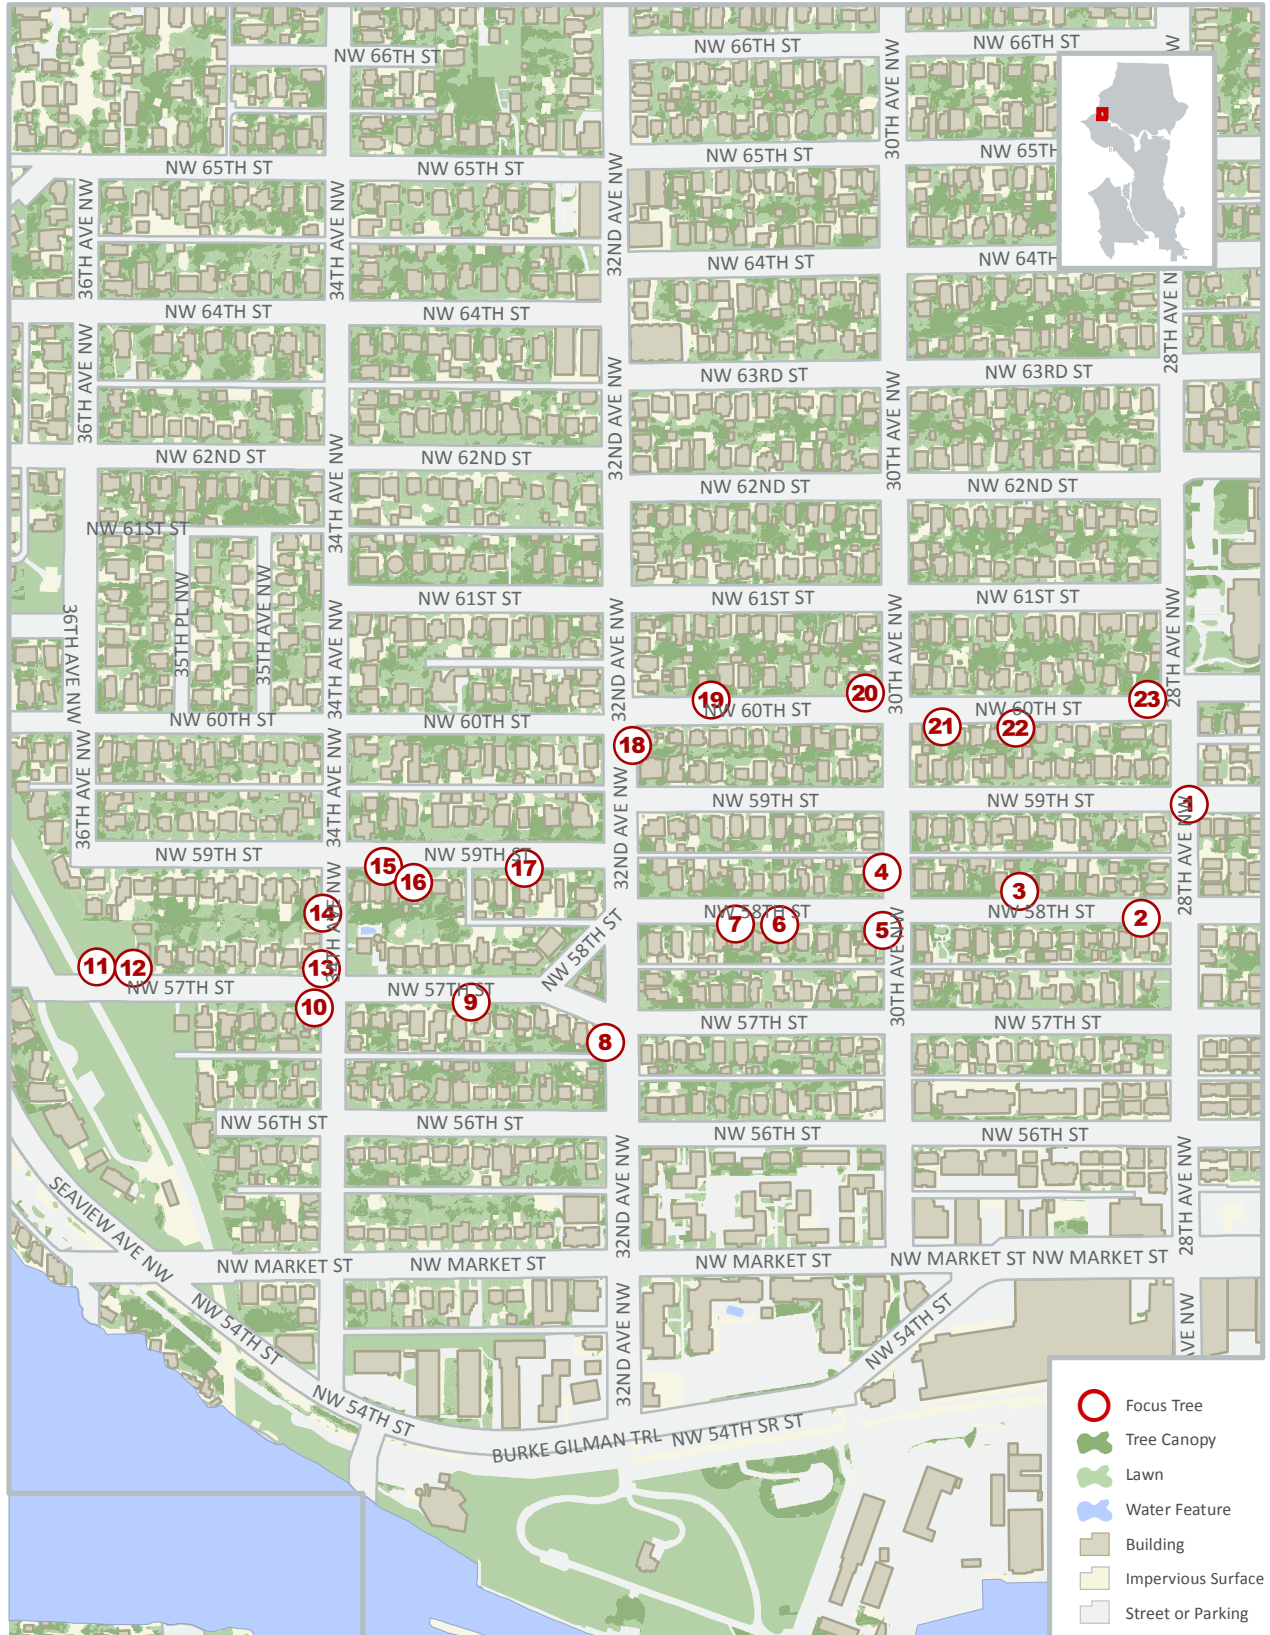 NW 66TH ST
NW 66TH ST
NW 66TH ST
W
30TH AVE NW
NW 65TH ST
NW 65TH ST
NW 65TH ST
NW 65TH
36TH AVE NW
34TH AVE NW
32ND AVE NW
NW 64TH ST
NW 64TH
NW 64TH ST
NW 64TH ST
28TH AVE N
36TH AVE NW
32ND AVE NW
30TH AVE NW
NW 63RD ST
NW 63RD ST
34TH AVE NW
NW 62ND ST
NW 62ND ST
NW 62ND ST
NW 62ND ST
NW 61ST ST
35TH PL NW
35TH AVE NW
36TH AVE NW
34TH AVE NW
NW 61ST ST
NW 61ST ST
NW 61ST ST
32ND AVE NW
30TH AVE NW
28TH AVE NW
19
20
23
NW 60TH ST
NW 60TH ST
NW 60TH ST
NW 60TH ST
21
22
18
36TH AVE NW
34TH AVE NW
32ND AVE NW
NW 59TH ST
NW 59TH ST
1
28TH AVE NW
NW 59TH ST
NW 59TH ST
15
16
17
4
3
14
34TH AVE NW
NW 58TH ST
NW 58TH ST
NW 58TH ST
7
6
5
2
30TH AVE NW
11
12
13
NW 57TH ST
NW 57TH ST
10
9
NW 57TH ST
NW 57TH ST
8
NW 56TH ST
NW 56TH ST
NW 56TH ST
NW 56TH ST
32ND AVE NW
28TH AVE NW
SEAVIEW AVE NW
NW MARKET ST
NW MARKET ST
NW MARKET ST
NW MARKET ST
NW MARKET ST
NW 54TH ST
32ND AVE NW
NW 54TH ST
AVE NW
NW 54TH ST
BURKE GILMAN TRL
NW 54TH SR ST
Focus Tree
Tree Canopy
Lawn
Water Feature
Building
Impervious Surface
Street or Parking